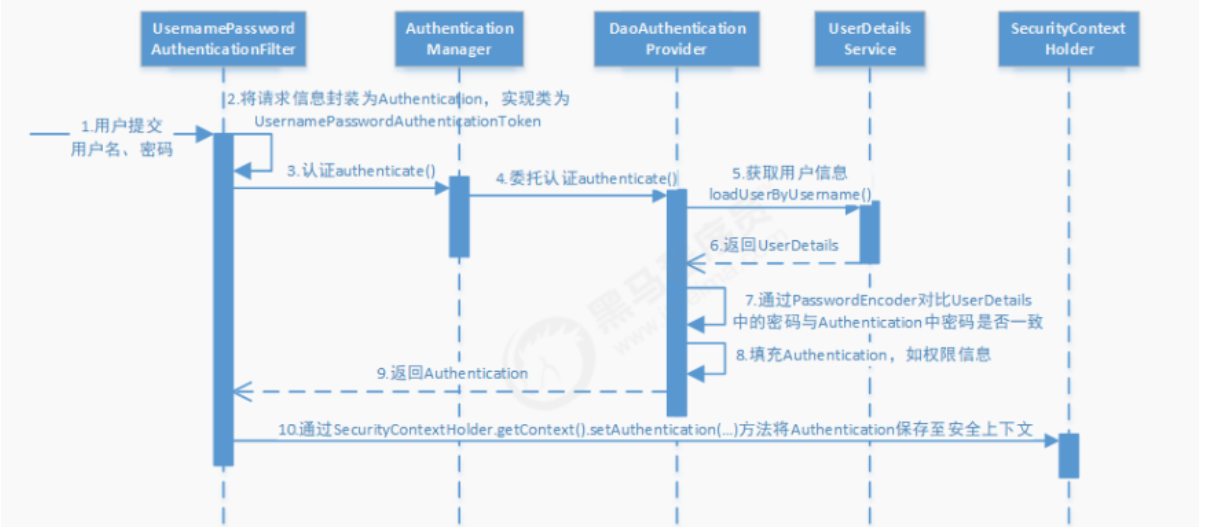 UsernamePassword
AuthenticationFilter
Authentication
Manager
DaoAuthentication
Provider
UserDetails
Service
SecurityContext
Holder
2.将请求信息封装为Authentication，实现类为
UsernamePasswordAuthenticationToken
1.用户提交
用户名、密码
3.认证authenticate()
4.委托认证authenticate()
5.获取用户信息
loadUserByUsername()
6.返回UserDetails
7.通过PasswordEncoder对比UserDetails
中的密码与Authentication中密码是否一致
8.填充Authentication，如权限信息
9.返回Authentication
10.通过SecurityContextHolder.getContext().setAuthentication(...)方法将Authentication保存至安全上下文
黑马程序员